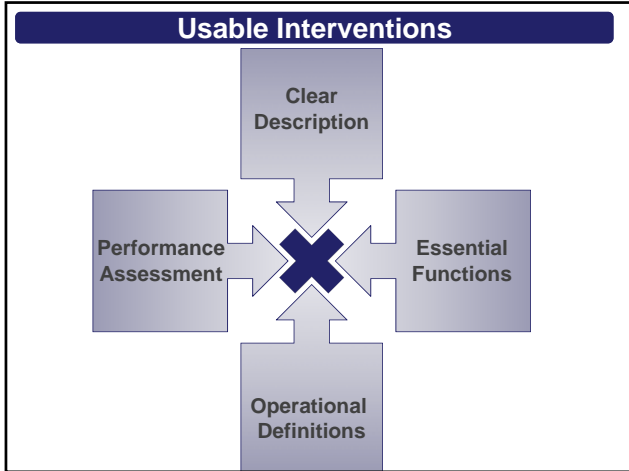 Usable Interventions
Clear
Description
Performance
Assessment
Essential
Functions
Operational
Definitions